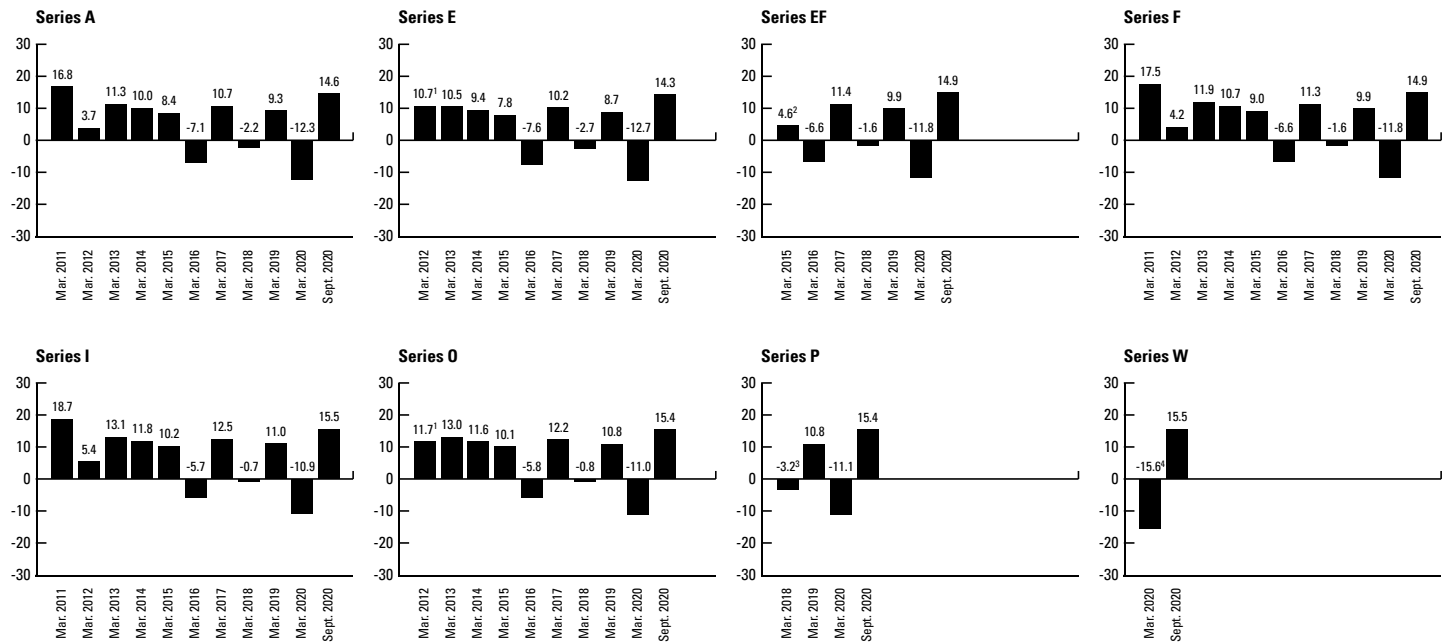 Series A
30
20
10
0
-10
-20
-30
16.8
3.7
11.3
10.0
8.4
-7.1
10.7
-2.2
9.3
-12.3
14.6
Mar. 2011
Mar. 2012
Mar. 2013
Mar. 2014
Mar. 2015
Mar. 2016
Mar. 2017
Mar. 2018
Mar. 2019
Mar. 2020
Sept. 2020
Series E
30
20
10
0
-10
-20
-30
10.7¹
10.5
9.4
7.8
-7.6
10.2
-2.7
8.7
-12.7
14.3
Mar. 2012
Mar. 2013
Mar. 2014
Mar. 2015
Mar. 2016
Mar. 2017
Mar. 2018
Mar. 2019
Mar. 2020
Sept. 2020
Series EF
30
20
10
0
-10
-20
-30
4.6²
-6.6
11.4
-1.6
9.9
-11.8
14.9
Mar. 2015
Mar. 2016
Mar. 2017
Mar. 2018
Mar. 2019
Mar. 2020
Sept. 2020
Series F
30
20
10
0
-10
-20
-30
17.5
4.2
11.9
10.7
9.0
-6.6
11.3
-1.6
9.9
-11.8
14.9
Mar. 2011
Mar. 2012
Mar. 2013
Mar. 2014
Mar. 2015
Mar. 2016
Mar. 2017
Mar. 2018
Mar. 2019
Mar. 2020
Sept. 2020
Series I
30
20
10
0
-10
-20
-30
18.7
5.4
13.1
11.8
10.2
-5.7
12.5
-0.7
11.0
-10.9
15.5
Mar. 2011
Mar. 2012
Mar. 2013
Mar. 2014
Mar. 2015
Mar. 2016
Mar. 2017
Mar. 2018
Mar. 2019
Mar. 2020
Sept. 2020
Series O
30
20
10
0
-10
-20
-30
11.7¹
13.0
11.6
10.1
-5.8
12.2
-0.8
10.8
-11.0
15.4
Mar. 2012
Mar. 2013
Mar. 2014
Mar. 2015
Mar. 2016
Mar. 2017
Mar. 2018
Mar. 2019
Mar. 2020
Sept. 2020
Series P
30
20
10
0
-10
-20
-30
-3.2³
10.8
-11.1
15.4
Mar. 2018
Mar. 2019
Mar. 2020
Sept. 2020
Series W
30
20
10
0
-10
-20
-30
-15.6⁴
15.5
Mar. 2020
Sept. 2020